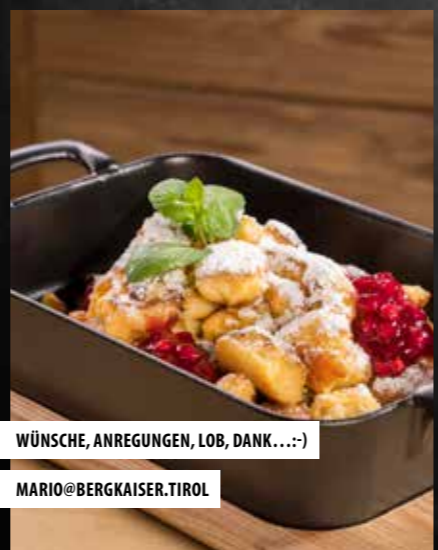 WÜNSCHE, ANREGUNGEN, LOB, DANK…:-)
MARIO@BERGKAISER.TIROL